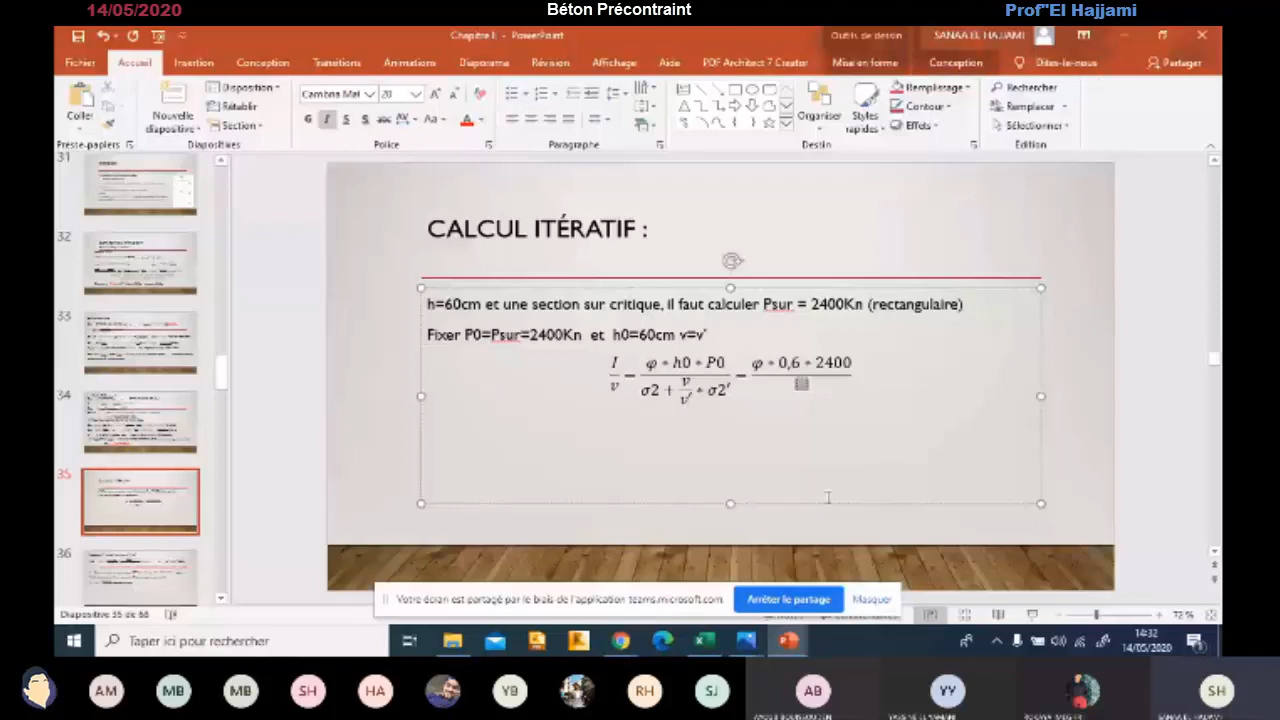 14/05/2020 Béton Précontraint Prof"El Hajjami
Chapitre II - PowerPoint Outils de dessin SANAA EL HAJJAMI
Fichier Accueil Insertion Conception Transitions Animations Diaporama Révision Affichage Aide PDF Architect 7 Creator Mise en forme Conception Dites-le-nous Partager
Coller Nouvelle diapositive Disposition Rétablir Section Cambria Mat 20 Organiser Styles rapides Remplissage Contour Effets Rechercher Remplacer Sélectionner
Presse-papiers Diapositives Police Paragraphe Dessin Édition
31
32
33
34
35
36
CALCUL ITÉRATIF :
h=60cm et une section sur critique, il faut calculer Psur = 2400Kn (rectangulaire)
Fixer P0=Psur=2400Kn et h0=60cm v=v'
I/v = φ*h0*P0 / σ2 + v/v' * σ2' = φ*0,6*2400
Votre écran est partagé par le biais de l'application teams.microsoft.com Arrêter le partage Masquer
Diapositive 35 de 68 72 %
Taper ici pour rechercher 14:32
14/05/2020
AM MB MB SH HA YB RH SJ AB YY SH